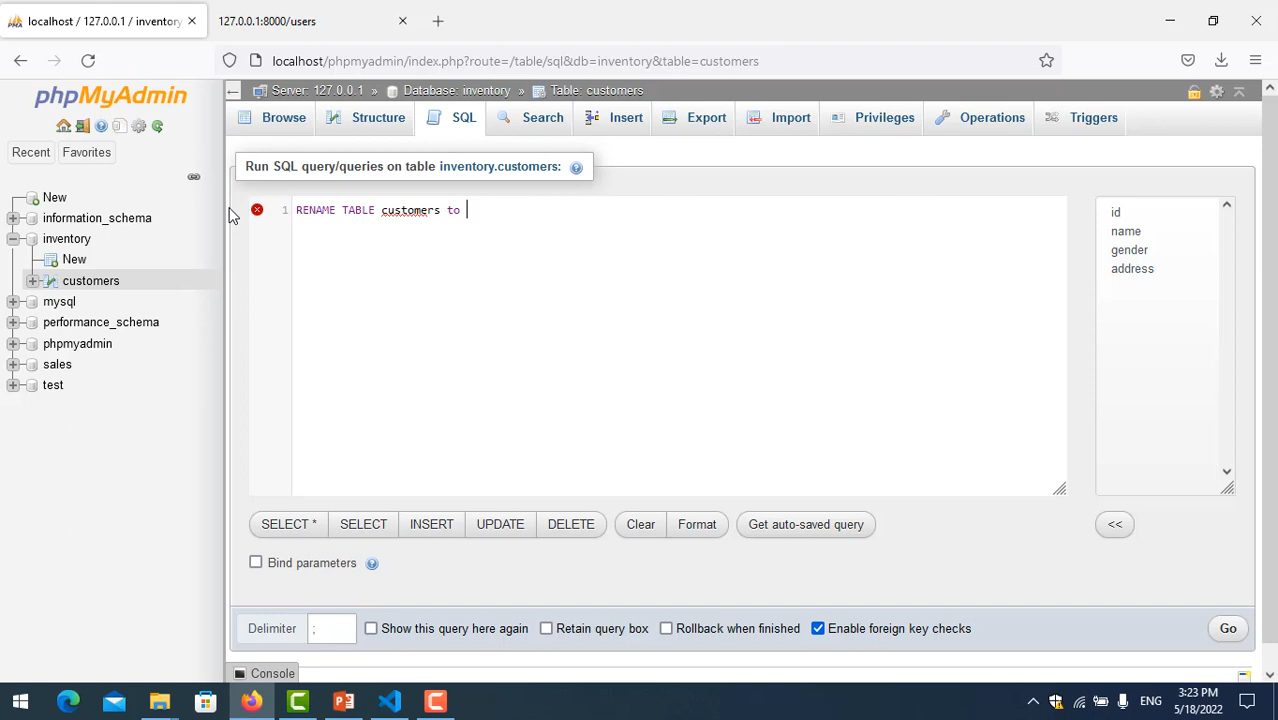 localhost / 127.0.0.1 / inventory
127.0.0.1:8000/users
localhost/phpmyadmin/index.php?route=/table/sql&db=inventory&table=customers
phpMyAdmin
Recent
Favorites
New
information_schema
inventory
New
customers
mysql
performance_schema
phpmyadmin
sales
test
Server: 127.0.0.1 » Database: inventory » Table: customers
Browse
Structure
SQL
Search
Insert
Export
Import
Privileges
Operations
Triggers
Run SQL query/queries on table inventory.customers:
1 RENAME TABLE customers to
id
name
gender
address
SELECT *
SELECT
INSERT
UPDATE
DELETE
Clear
Format
Get auto-saved query
<<
Bind parameters
Delimiter ;
Show this query here again
Retain query box
Rollback when finished
Enable foreign key checks
Go
Console
ENG
3:23 PM
5/18/2022